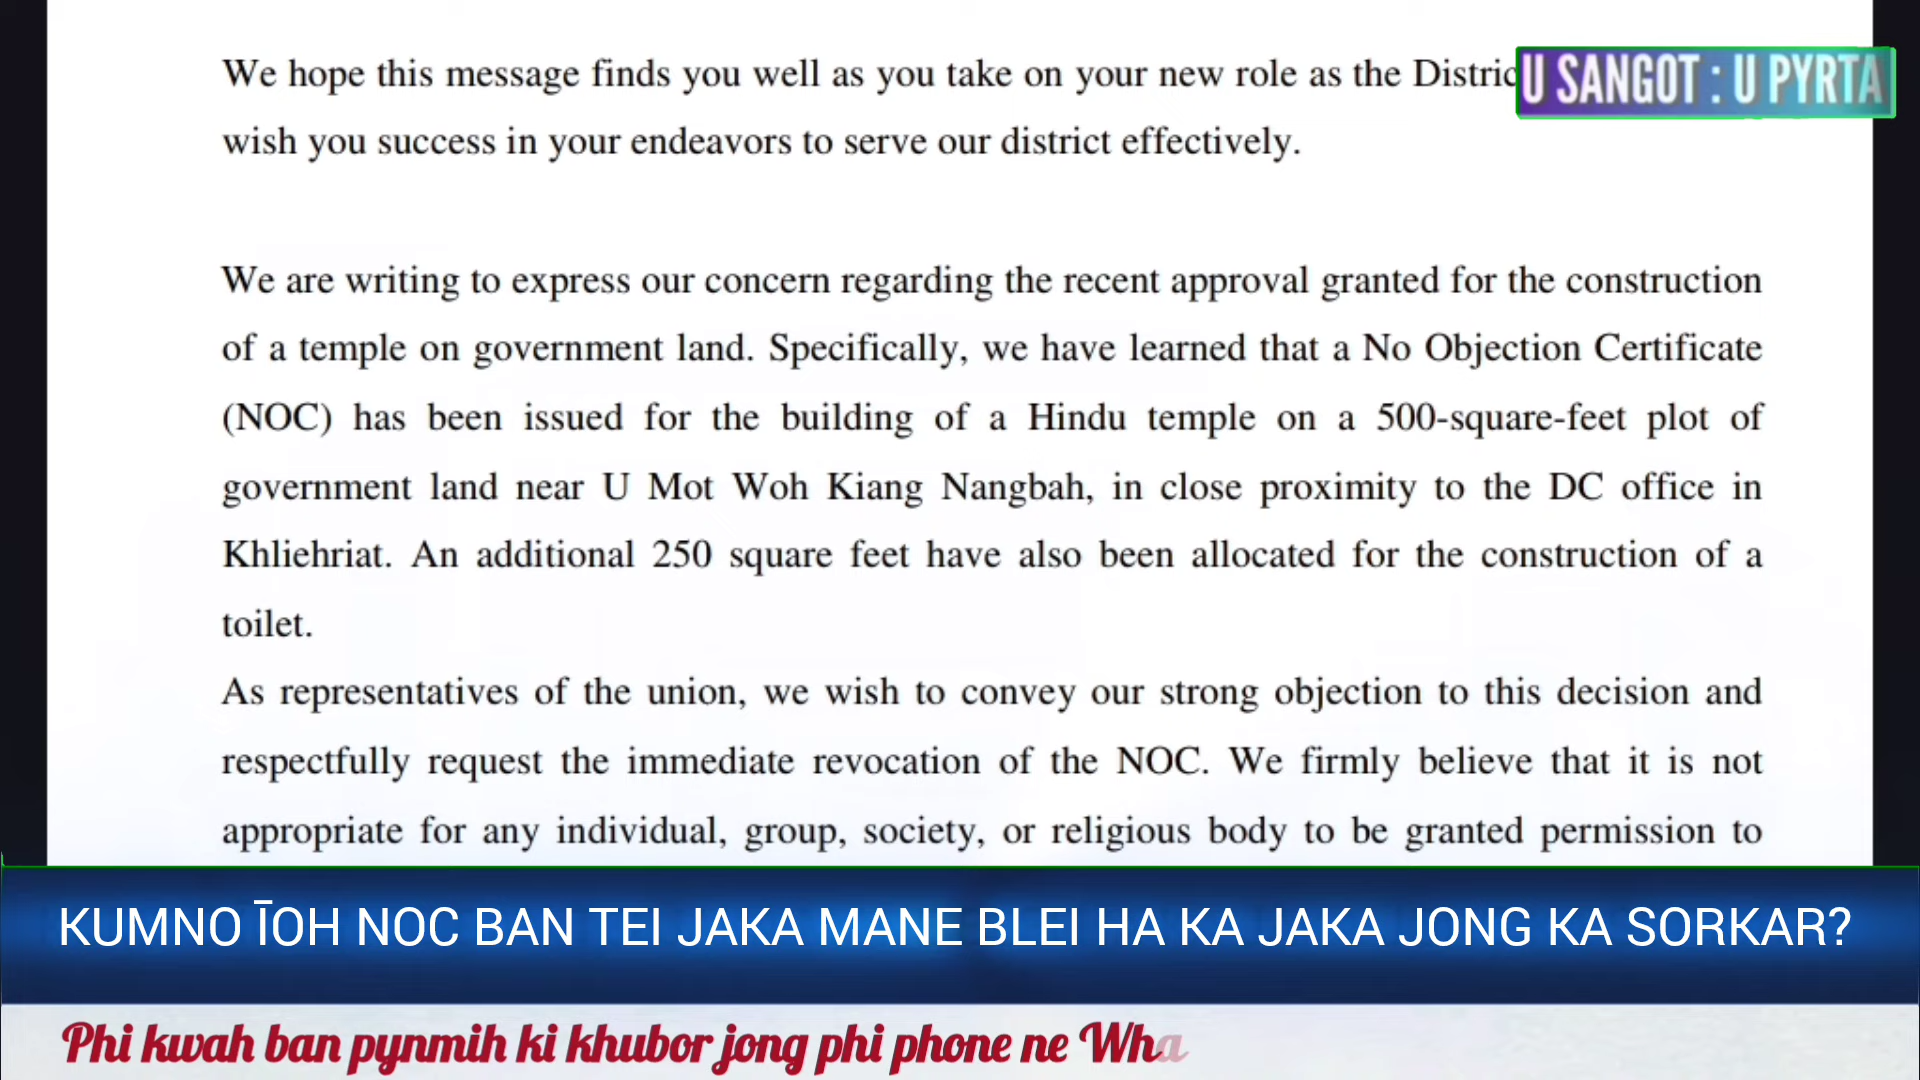 We hope this message finds you well as you take on your new role as the Distric
U SANGOT : U PYRTA
wish you success in your endeavors to serve our district effectively.
We are writing to express our concern regarding the recent approval granted for the construction
of a temple on government land. Specifically, we have learned that a No Objection Certificate
(NOC) has been issued for the building of a Hindu temple on a 500-square-feet plot of
government land near U Mot Woh Kiang Nangbah, in close proximity to the DC office in
Khliehriat. An additional 250 square feet have also been allocated for the construction of a
toilet.
As representatives of the union, we wish to convey our strong objection to this decision and
respectfully request the immediate revocation of the NOC. We firmly believe that it is not
appropriate for any individual, group, society, or religious body to be granted permission to
KUMNO ĪOH NOC BAN TEI JAKA MANE BLEI HA KA JAKA JONG KA SORKAR?
Phi kwah ban pynmih ki khubor jong phi phone ne Wha